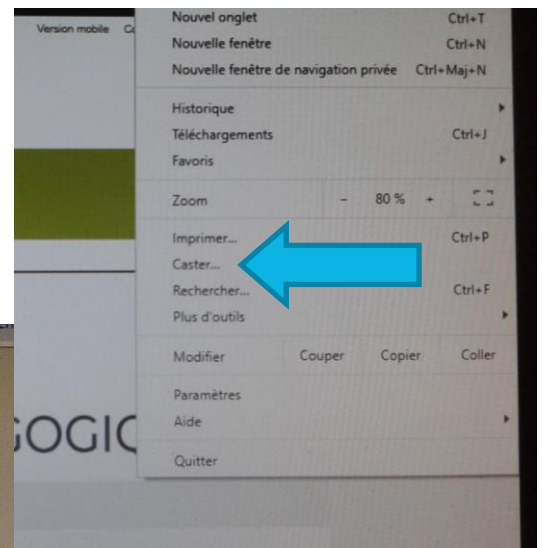 Nouvel onglet Ctrl+T
Version mobile
Nouvelle fenêtre Ctrl+N
Nouvelle fenêtre de navigation privée Ctrl+Maj+N
Historique
Téléchargements Ctrl+J
Favoris
Zoom - 80 % +
Imprimer... Ctrl+P
Caster...
Rechercher... Ctrl+F
Plus d'outils
Modifier Couper Copier Coller
Paramètres
Aide
OGIQ
Quitter